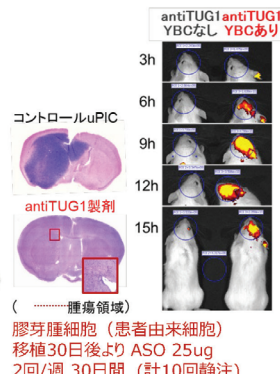 antiTUG1 antiTUG1
YBCなし YBCあり
3h
6h
9h
12h
15h
コントロールuPIC
antiTUG1製剤
( ┈┈┈腫瘍領域)
膠芽腫細胞(患者由来細胞)
移植30日後より ASO 25ug
2回/週 30日間 (計10回静注)